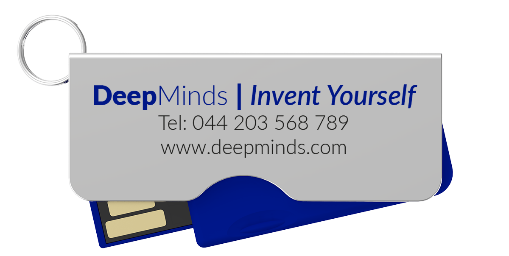 DeepMinds | Invent Yourself
Tel: 044 203 568 789
www.deepminds.com